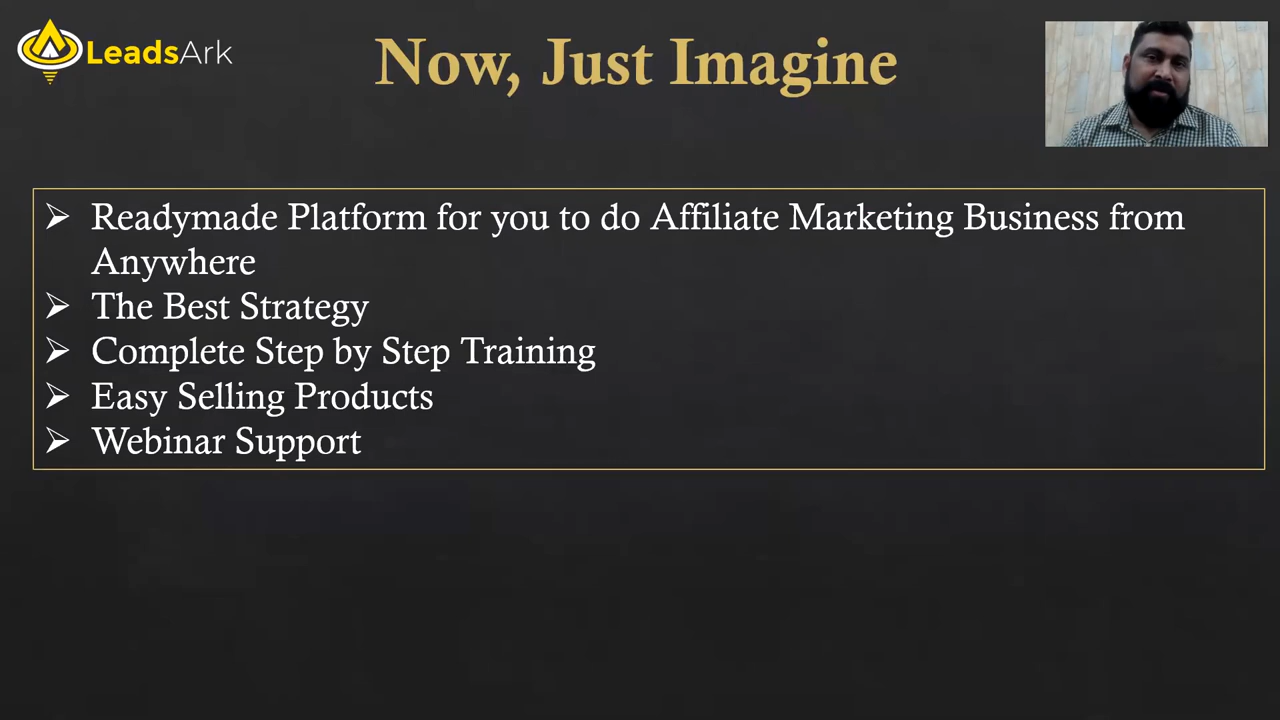 LeadsArk
Now, Just Imagine
Readymade Platform for you to do Affiliate Marketing Business from
Anywhere
The Best Strategy
Complete Step by Step Training
Easy Selling Products
Webinar Support